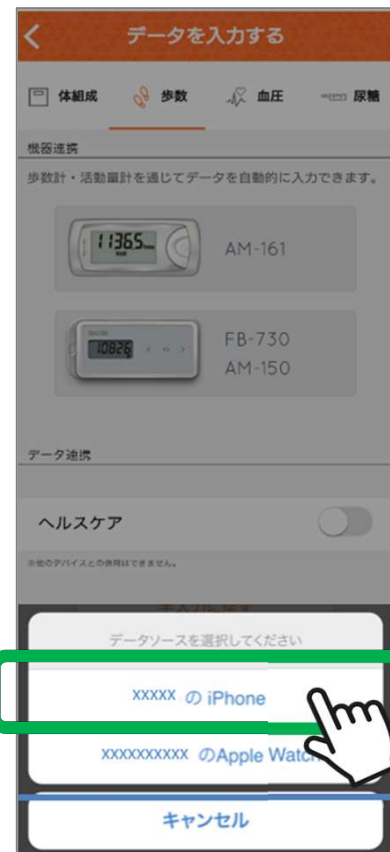 データを入力する
体組成 歩数 血圧 尿糖
機器連携
歩数計・活動量計を通じてデータを自動的に入力できます。
11365
AM-161
10826
FB-730
AM-150
データ連携
ヘルスケア
※他のデバイスとの併用はできません。
データソースを選択してください
xxxxx の iPhone
xxxxxxxxxx のApple Watch
キャンセル